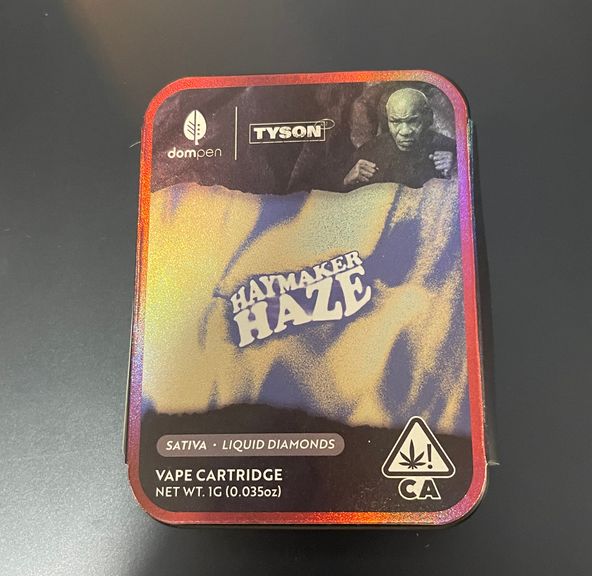 dompen
TYSON
HAYMAKER
HAZE
SATIVA · LIQUID DIAMONDS
VAPE CARTRIDGE
NET WT. 1G (0.035oz)
!
CA